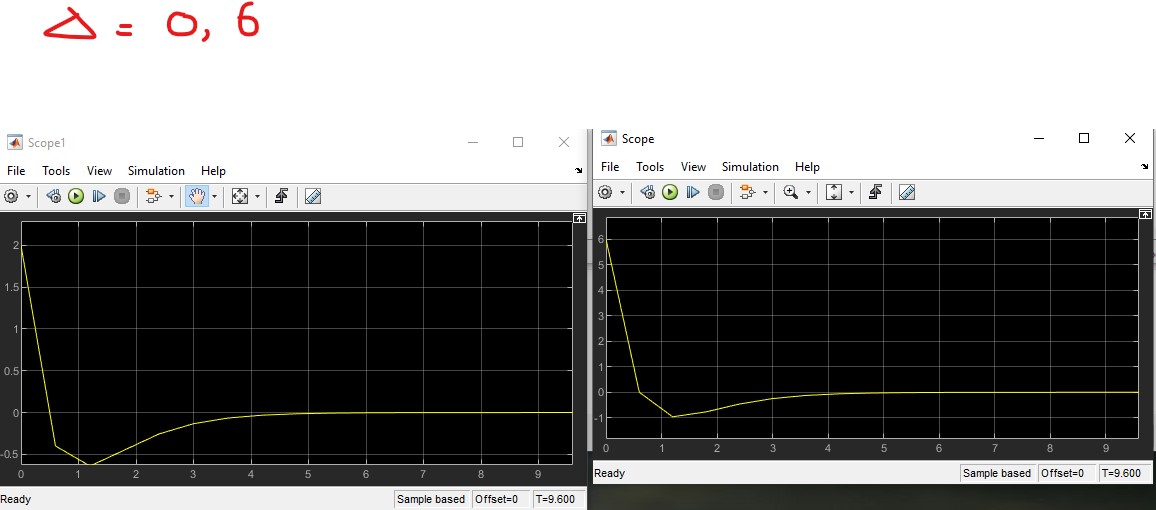 Δ = 0, 6
Scope1
File Tools View Simulation Help
2
1.5
1
0.5
0
-0.5
0 1 2 3 4 5 6 7 8 9
Ready Sample based Offset=0 T=9.600
Scope
File Tools View Simulation Help
6
5
4
3
2
1
0
-1
0 1 2 3 4 5 6 7 8 9
Ready Sample based Offset=0 T=9.600